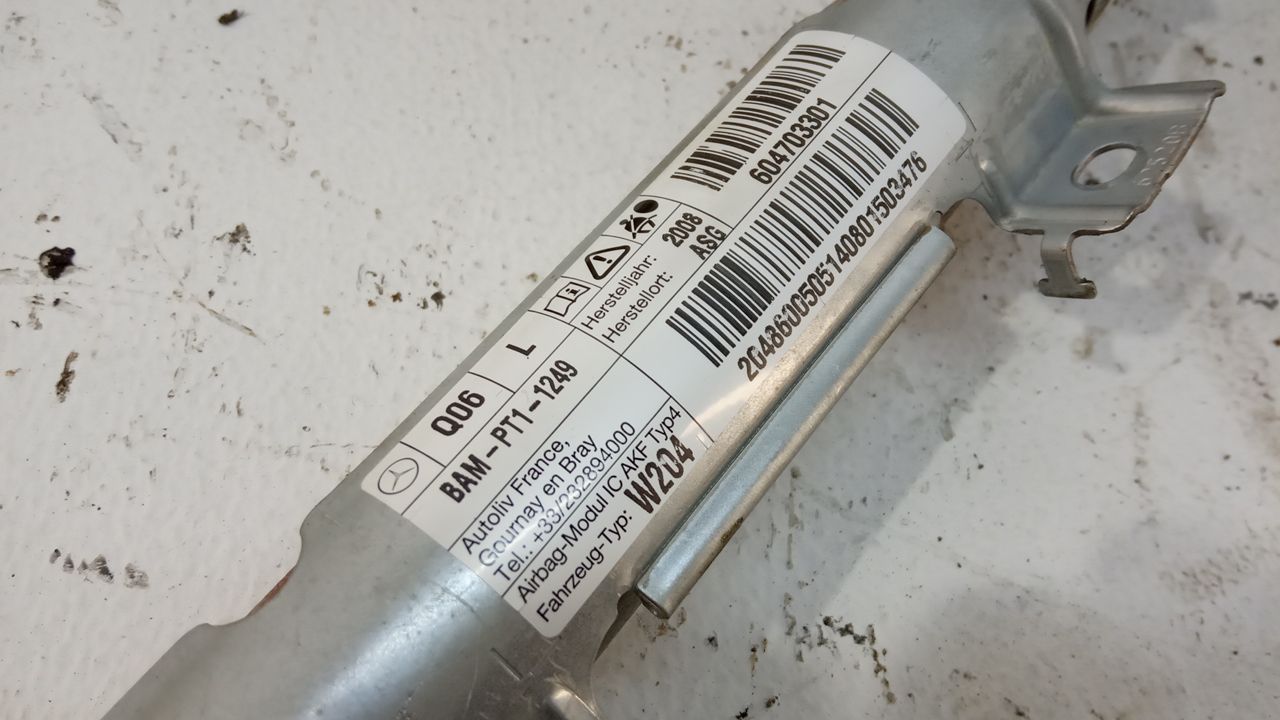 Q06
L
BAM-PT1-1249
Autoliv France,
Gournay en Bray
Tel.: +33/232894000
Airbag-Modul IC AKF Typ4
Fahrzeug-Typ: W204
Herstelljahr: 2008
Herstellort: ASG
604703301
2048600505140801503476